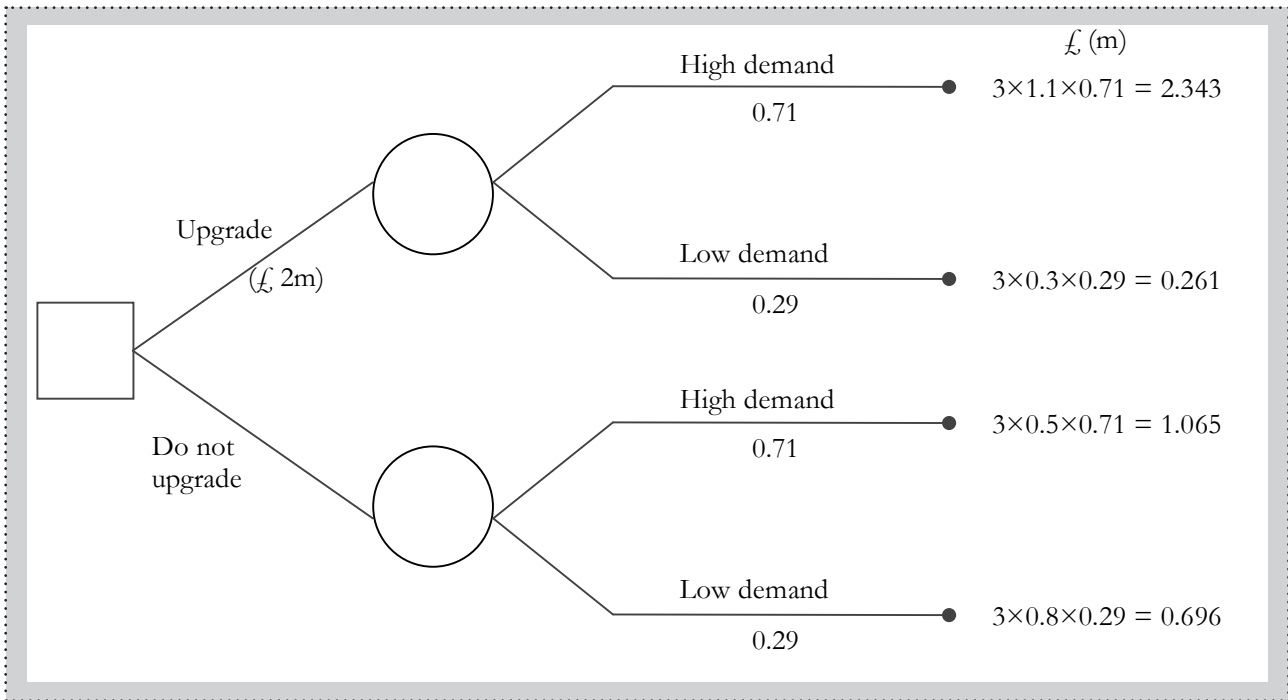 £ (m)
High demand
3×1.1×0.71 = 2.343
0.71
Upgrade
Low demand
(£ 2m)
3×0.3×0.29 = 0.261
0.29
High demand
3×0.5×0.71 = 1.065
Do not
0.71
upgrade
Low demand
3×0.8×0.29 = 0.696
0.29